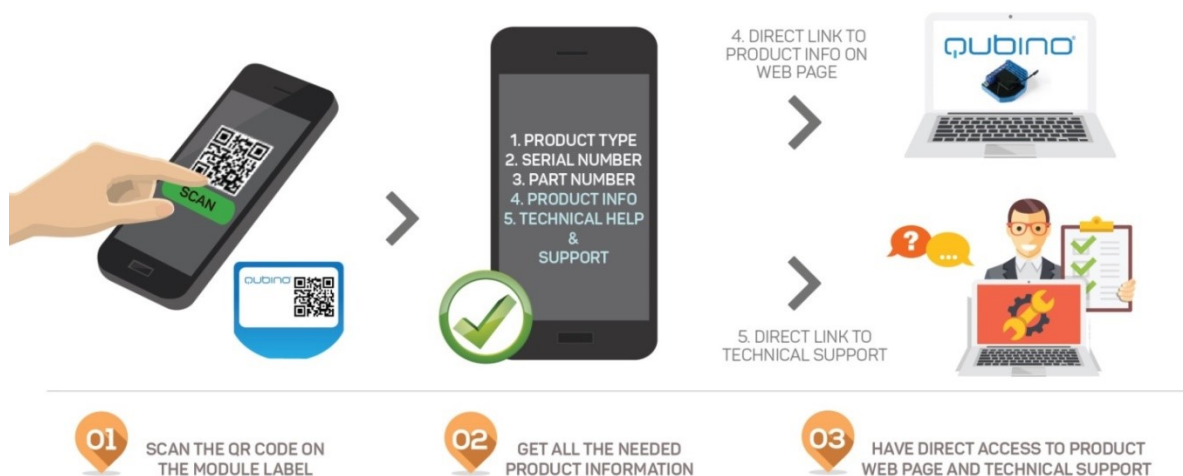 SCAN
qubino
1. PRODUCT TYPE
2. SERIAL NUMBER
3. PART NUMBER
4. PRODUCT INFO
5. TECHNICAL HELP
&
SUPPORT
4. DIRECT LINK TO
PRODUCT INFO ON
WEB PAGE
qubino
?
...
5. DIRECT LINK TO
TECHNICAL SUPPORT
01
SCAN THE QR CODE ON
THE MODULE LABEL
02
GET ALL THE NEEDED
PRODUCT INFORMATION
03
HAVE DIRECT ACCESS TO PRODUCT
WEB PAGE AND TECHNICAL SUPPORT